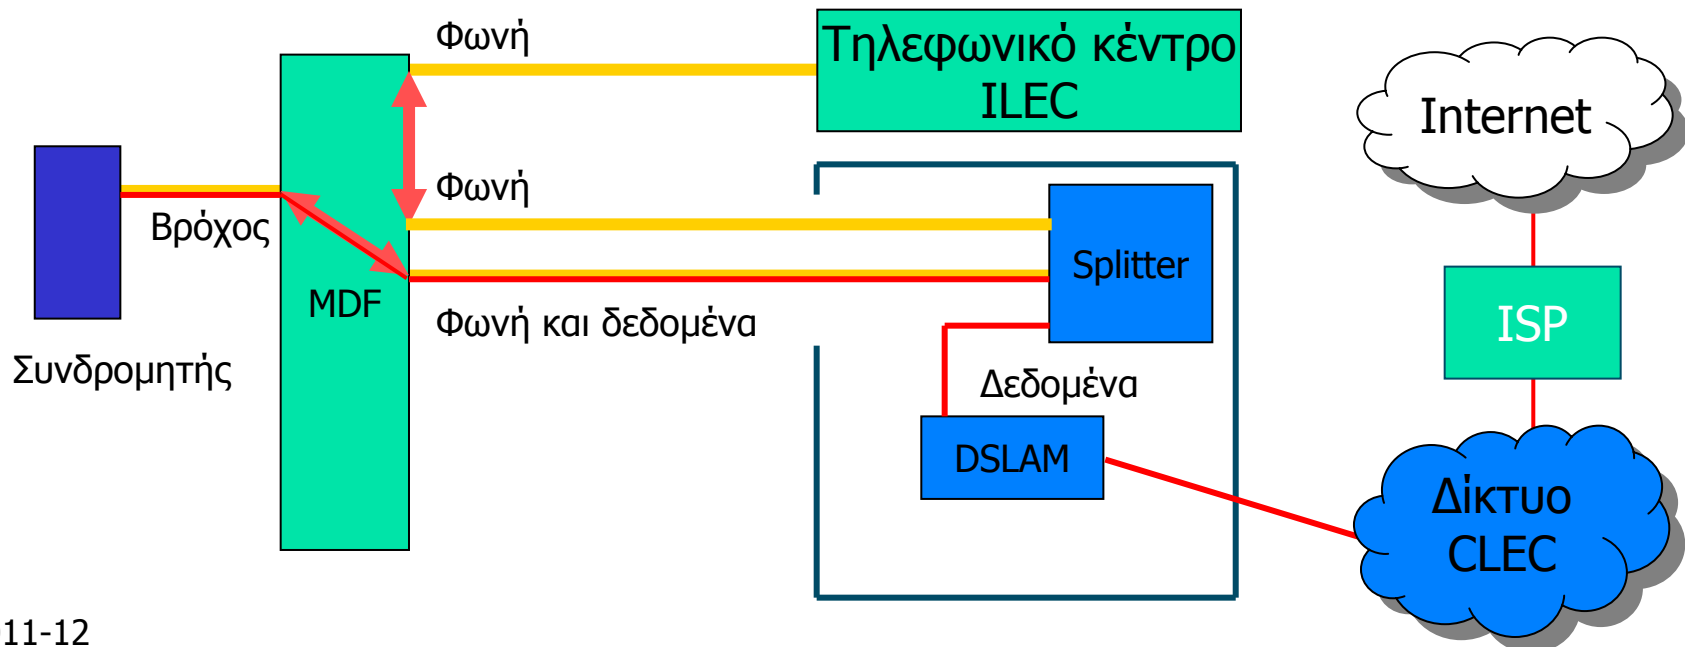 Φωνή
Τηλεφωνικό κέντρο
ILEC
Internet
Φωνή
Βρόχος
Splitter
MDF
Φωνή και δεδομένα
ISP
Συνδρομητής
Δεδομένα
DSLAM
Δίκτυο
CLEC
11-12